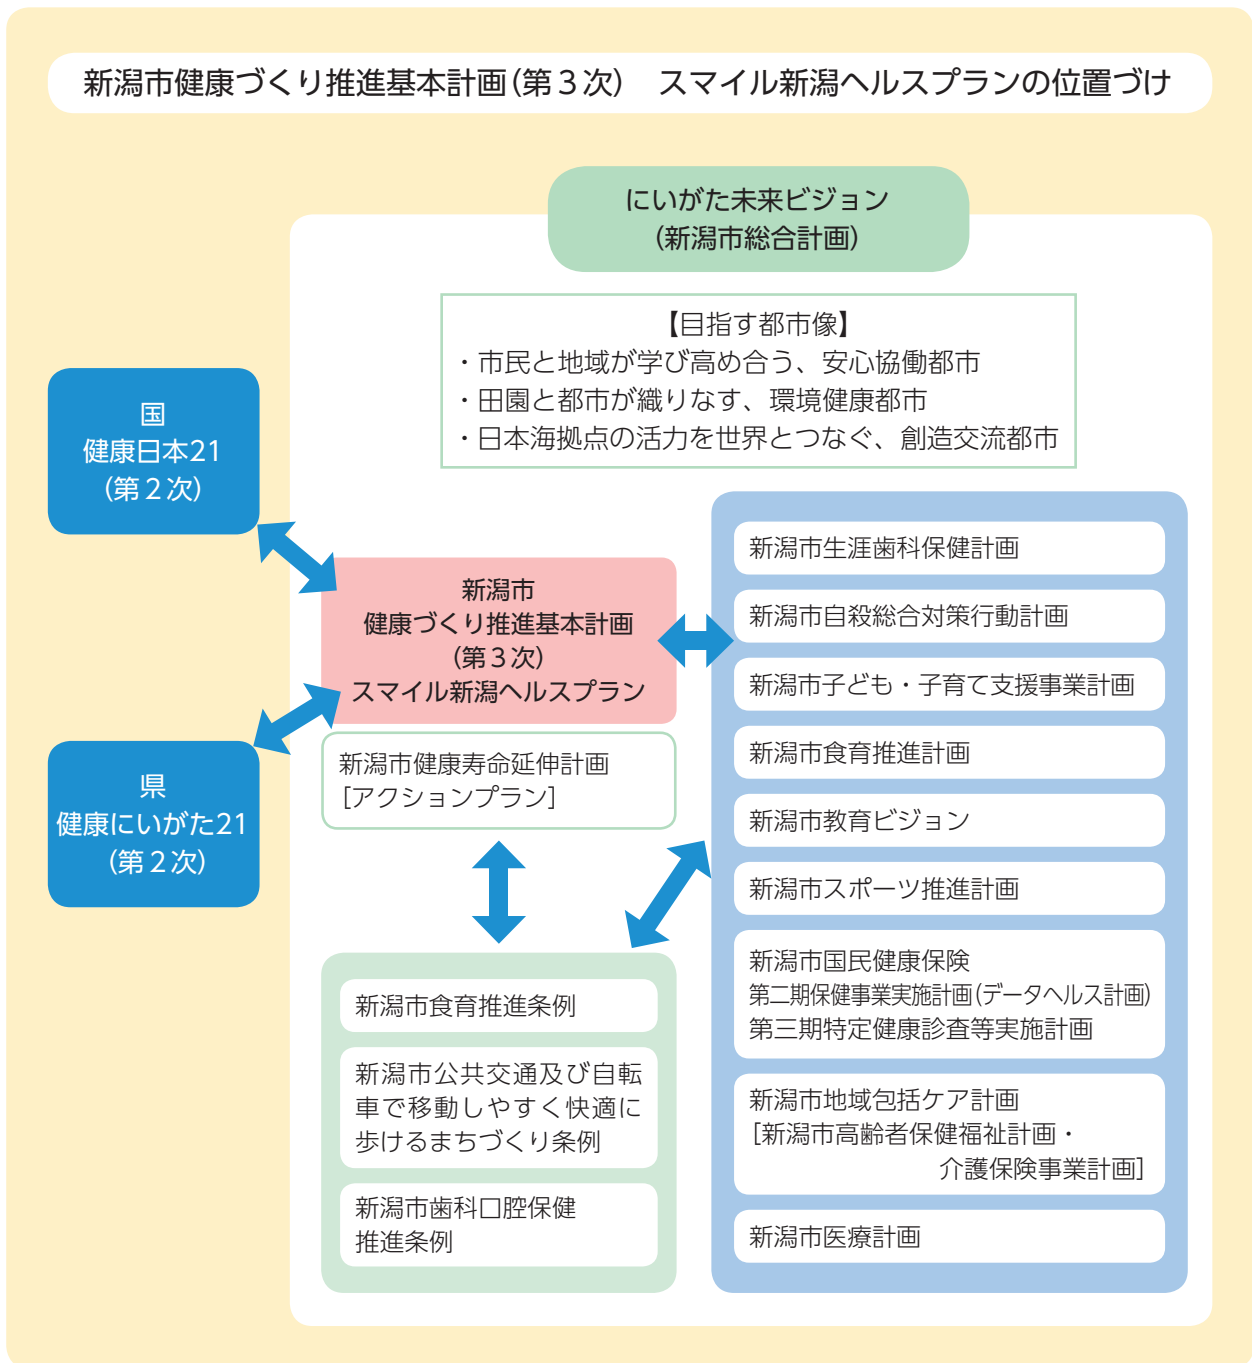 新潟市健康づくり推進基本計画(第3次)　スマイル新潟ヘルスプランの位置づけ
にいがた未来ビジョン
(新潟市総合計画)
【目指す都市像】
・市民と地域が学び高め合う、安心協働都市
・田園と都市が織りなす、環境健康都市
・日本海拠点の活力を世界とつなぐ、創造交流都市
国
健康日本21
(第2次)
県
健康にいがた21
(第2次)
新潟市
健康づくり推進基本計画
(第3次)
スマイル新潟ヘルスプラン
新潟市健康寿命延伸計画
[アクションプラン]
新潟市食育推進条例
新潟市公共交通及び自転
車で移動しやすく快適に
歩けるまちづくり条例
新潟市歯科口腔保健
推進条例
新潟市生涯歯科保健計画
新潟市自殺総合対策行動計画
新潟市子ども・子育て支援事業計画
新潟市食育推進計画
新潟市教育ビジョン
新潟市スポーツ推進計画
新潟市国民健康保険
第二期保健事業実施計画(データヘルス計画)
第三期特定健康診査等実施計画
新潟市地域包括ケア計画
[新潟市高齢者保健福祉計画・
介護保険事業計画]
新潟市医療計画